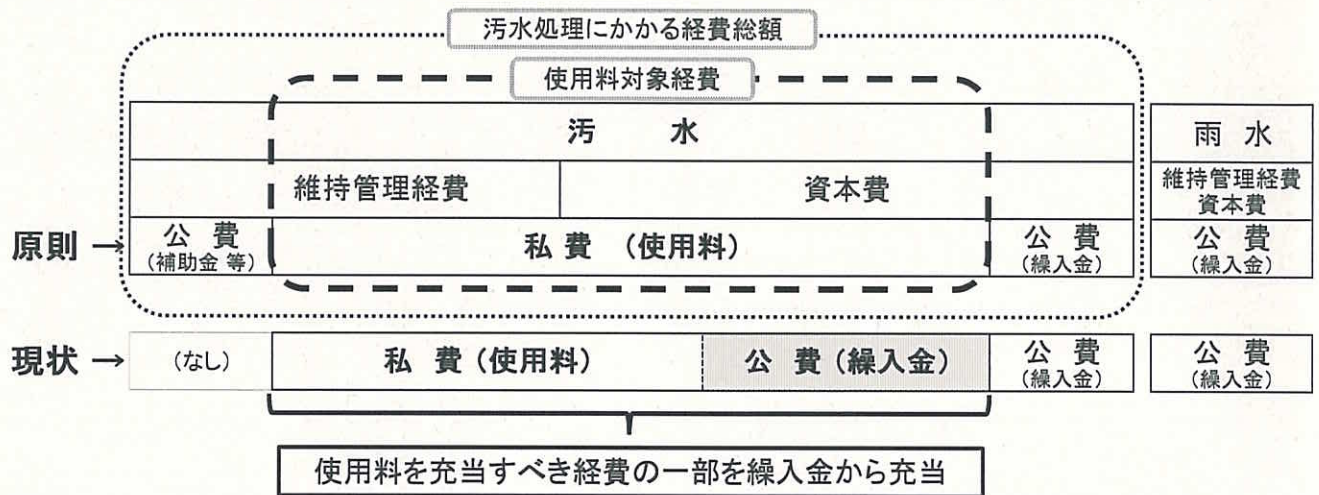 汚水処理にかかる経費総額
使用料対象経費
汚 水
雨 水
維持管理経費 資本費
維持管理経費
資本費
原則 →
公 費
(補助金 等)
私 費 (使用料)
公 費
(繰入金)
公 費
(繰入金)
現状 →
(なし)
私 費 (使用料)
公 費 (繰入金)
公 費
(繰入金)
公 費
(繰入金)
使用料を充当すべき経費の一部を繰入金から充当